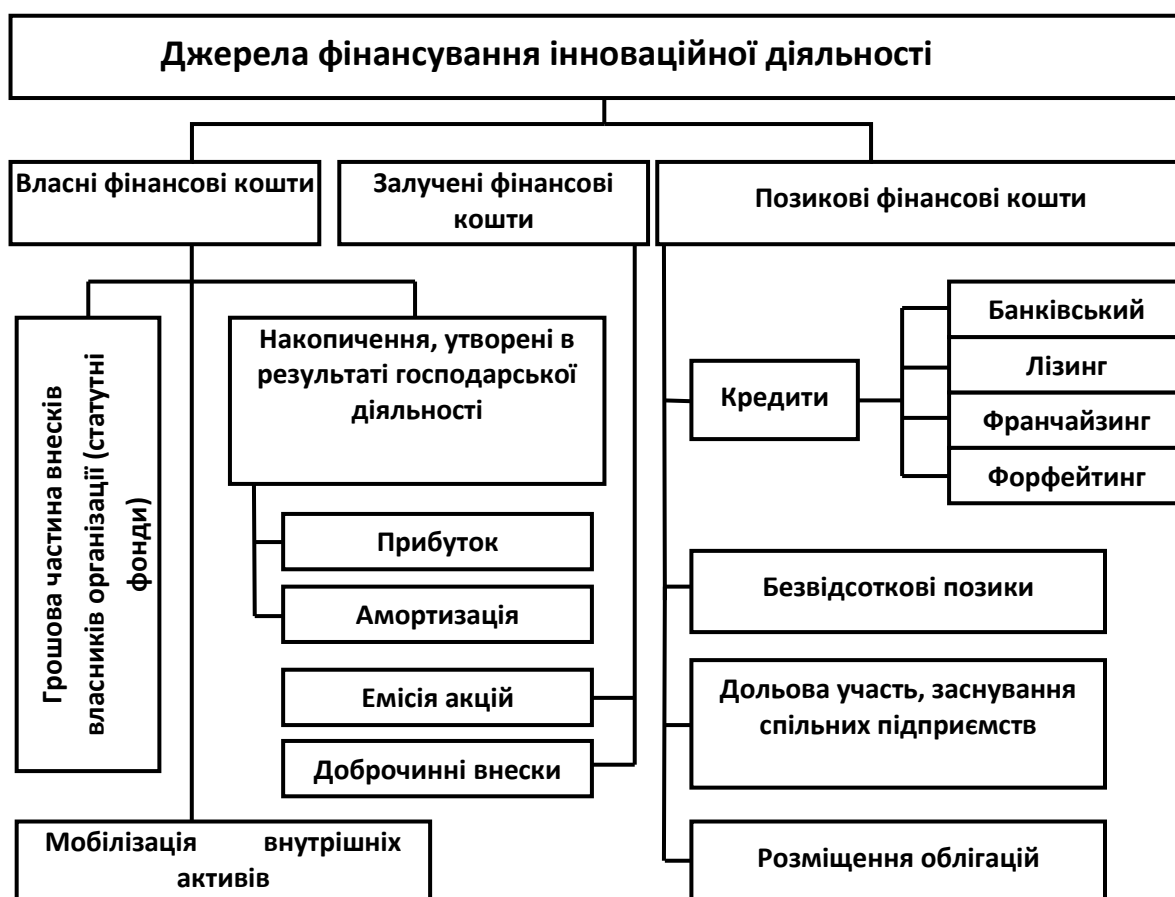 Джерела фінансування інноваційної діяльності
Власні фінансові кошти
Залучені фінансові
кошти
Позикові фінансові кошти
Грошова частина внесків
власників організації (статутні
фонди)
Накопичення, утворені в
результаті господарської
діяльності
Прибуток
Амортизація
Емісія акцій
Доброчинні внески
Мобілізація внутрішніх
активів
Кредити
Банківський
Лізинг
Франчайзинг
Форфейтинг
Безвідсоткові позики
Дольова участь, заснування
спільних підприємств
Розміщення облігацій